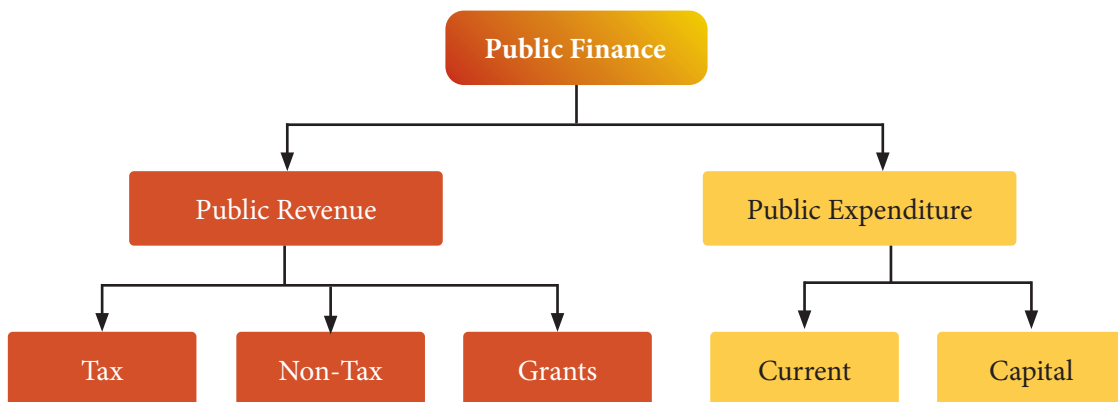 Public Finance
Public Revenue
Public Expenditure
Tax
Non-Tax
Grants
Current
Capital